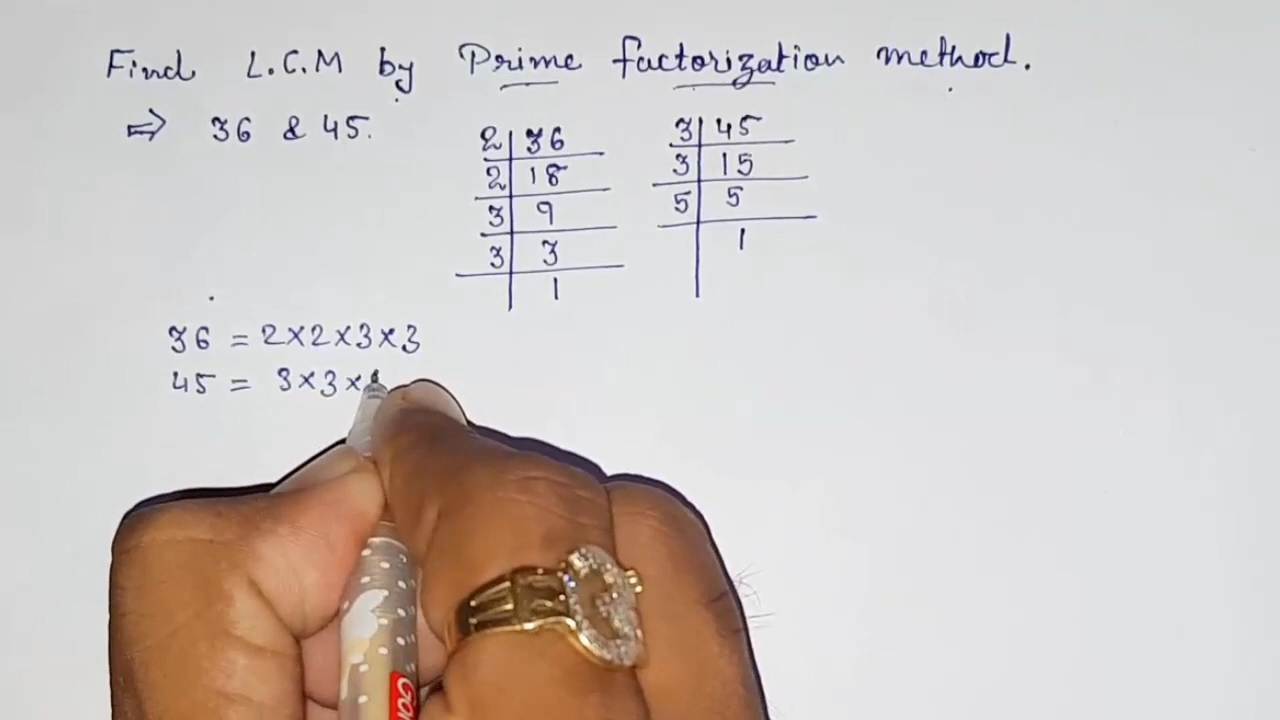 Find L.C.M by Prime factorization method.
⇒ 36 & 45.
2 | 36
2 | 18
3 | 9
3 | 3
1
3 | 45
3 | 15
5 | 5
1
36 = 2×2×3×3
45 = 3×3×